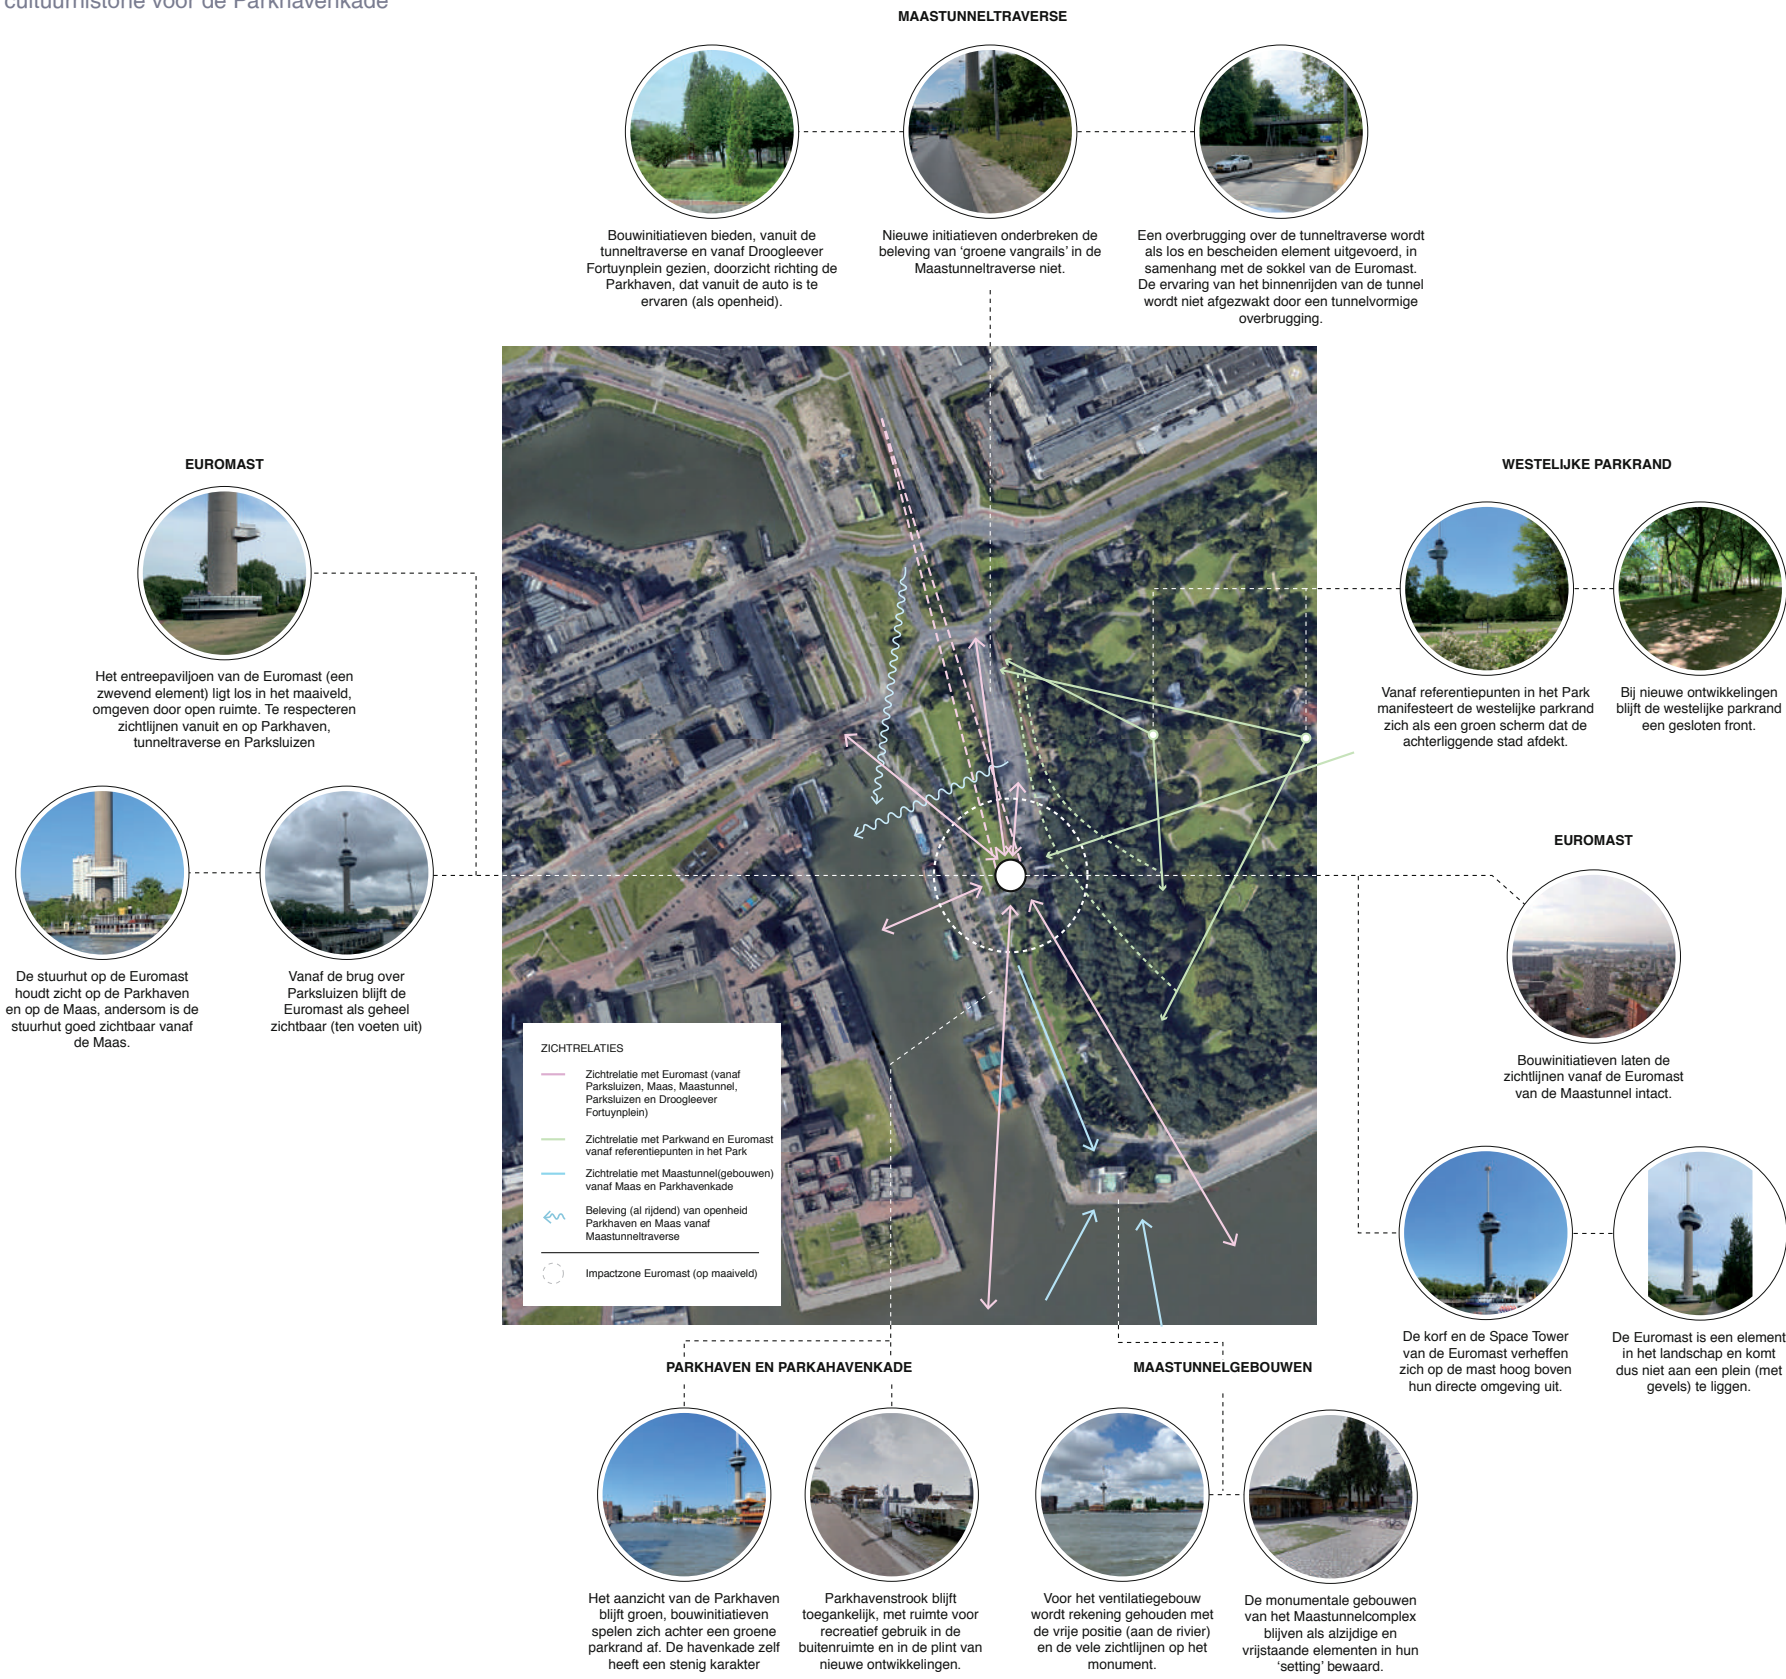 cultuurhistorie voor de Parkhavenkade
MAASTUNNELTRAVERSE
Bouwinitiatieven bieden, vanuit de
tunneltraverse en vanaf Droogleever
Fortuynplein gezien, doorzicht richting de
Parkhaven, dat vanuit de auto is te
ervaren (als openheid).
Nieuwe initiatieven onderbreken de
beleving van ‘groene vangrails’ in de
Maastunneltraverse niet.
Een overbrugging over de tunneltraverse wordt
als los en bescheiden element uitgevoerd, in
samenhang met de sokkel van de Euromast.
De ervaring van het binnenrijden van de tunnel
wordt niet afgezwakt door een tunnelvormige
overbrugging.
EUROMAST
Het entreepaviljoen van de Euromast (een
zwevend element) ligt los in het maaiveld,
omgeven door open ruimte. Te respecteren
zichtlijnen vanuit en op Parkhaven,
tunneltraverse en Parksluizen
De stuurhut op de Euromast
houdt zicht op de Parkhaven
en op de Maas, andersom is de
stuurhut goed zichtbaar vanaf
de Maas.
Vanaf de brug over
Parksluizen blijft de
Euromast als geheel
zichtbaar (ten voeten uit)
WESTELIJKE PARKRAND
Vanaf referentiepunten in het Park
manifesteert de westelijke parkrand
zich als een groen scherm dat de
achterliggende stad afdekt.
Bij nieuwe ontwikkelingen
blijft de westelijke parkrand
een gesloten front.
EUROMAST
Bouwinitiatieven laten de
zichtlijnen vanaf de Euromast
van de Maastunnel intact.
De korf en de Space Tower
van de Euromast verheffen
zich op de mast hoog boven
hun directe omgeving uit.
De Euromast is een element
in het landschap en komt
dus niet aan een plein (met
gevels) te liggen.
ZICHTRELATIES
Zichtrelatie met Euromast (vanaf
Parksluizen, Maas, Maastunnel,
Parksluizen en Droogleever
Fortuynplein)
Zichtrelatie met Parkwand en Euromast
vanaf referentiepunten in het Park
Zichtrelatie met Maastunnel(gebouwen)
vanaf Maas en Parkhavenkade
Beleving (al rijdend) van openheid
Parkhaven en Maas vanaf
Maastunneltraverse
Impactzone Euromast (op maaiveld)
PARKHAVEN EN PARKAHAVENKADE
Het aanzicht van de Parkhaven
blijft groen, bouwinitiatieven
spelen zich achter een groene
parkrand af. De havenkade zelf
heeft een stenig karakter
Parkhavenstrook blijft
toegankelijk, met ruimte voor
recreatief gebruik in de
buitenruimte en in de plint van
nieuwe ontwikkelingen.
MAASTUNNELGEBOUWEN
Voor het ventilatiegebouw
wordt rekening gehouden met
de vrije positie (aan de rivier)
en de vele zichtlijnen op het
monument.
De monumentale gebouwen
van het Maastunnelcomplex
blijven als alzijdige en
vrijstaande elementen in hun
‘setting’ bewaard.